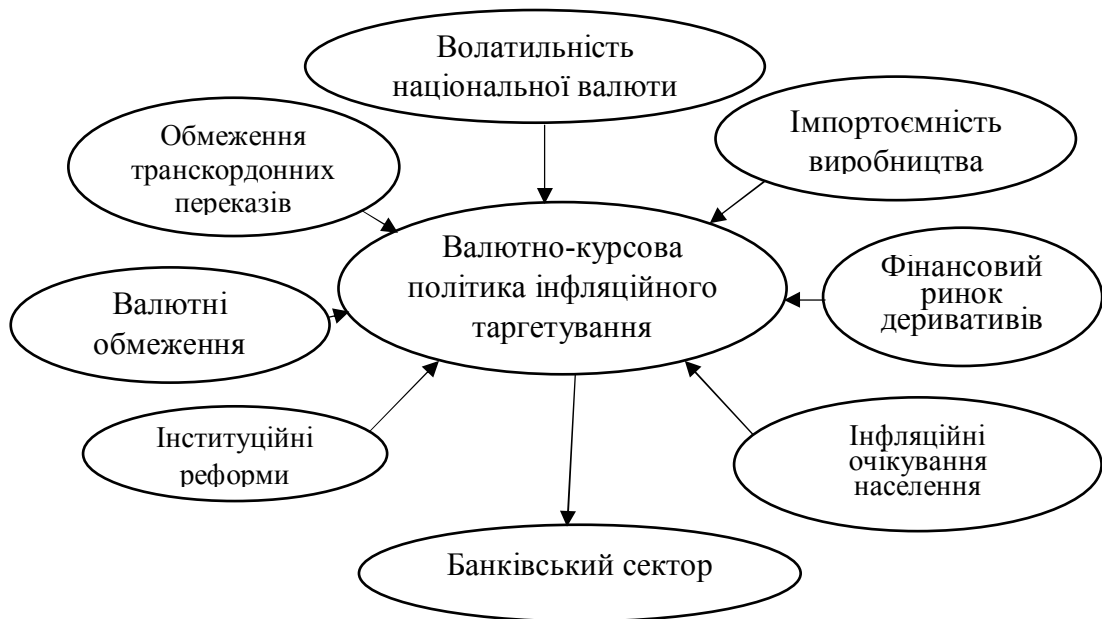 Волатильність
національної валюти
Обмеження
транскордонних
переказів
Імпортоємність
виробництва
Валютно-курсова
політика інфляційного
таргетування
Фінансовий
ринок
деривативів
Валютні
обмеження
Інституційні
реформи
Інфляційні
очікування
населення
Банківський сектор